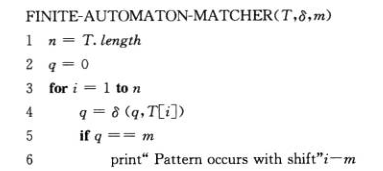 FINITE-AUTOMATON-MATCHER(T,δ,m)
1 n = T.length
2 q = 0
3 for i = 1 to n
4 q = δ (q,T[i])
5 if q == m
6 print“ Pattern occurs with shift”i—m